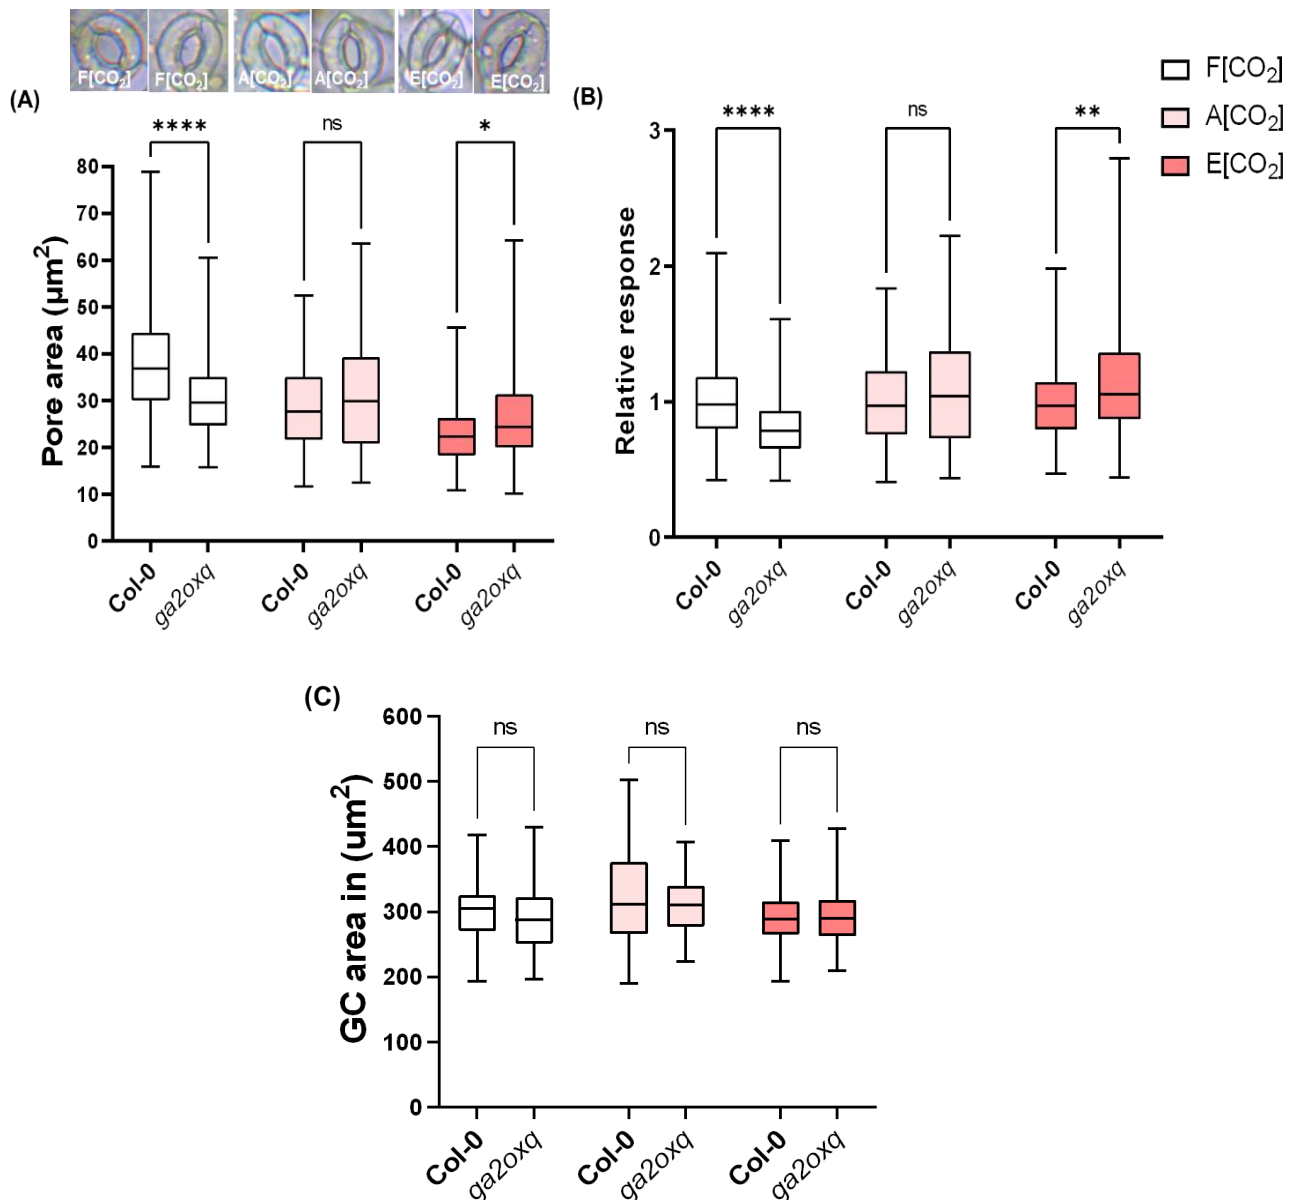 F[CO2] F[CO2] A[CO2] A[CO2] E[CO2] E[CO2]
F[CO2]
A[CO2]
E[CO2]
(A)
**** ns *
Pore area (µm2)
80
70
60
50
40
30
20
10
0
Col-0 ga2oxq Col-0 ga2oxq Col-0 ga2oxq
(B)
**** ns **
Relative response
3
2
1
0
Col-0 ga2oxq Col-0 ga2oxq Col-0 ga2oxq
(C)
ns ns ns
GC area in (um2)
600
500
400
300
200
100
0
Col-0 ga2oxq Col-0 ga2oxq Col-0 ga2oxq